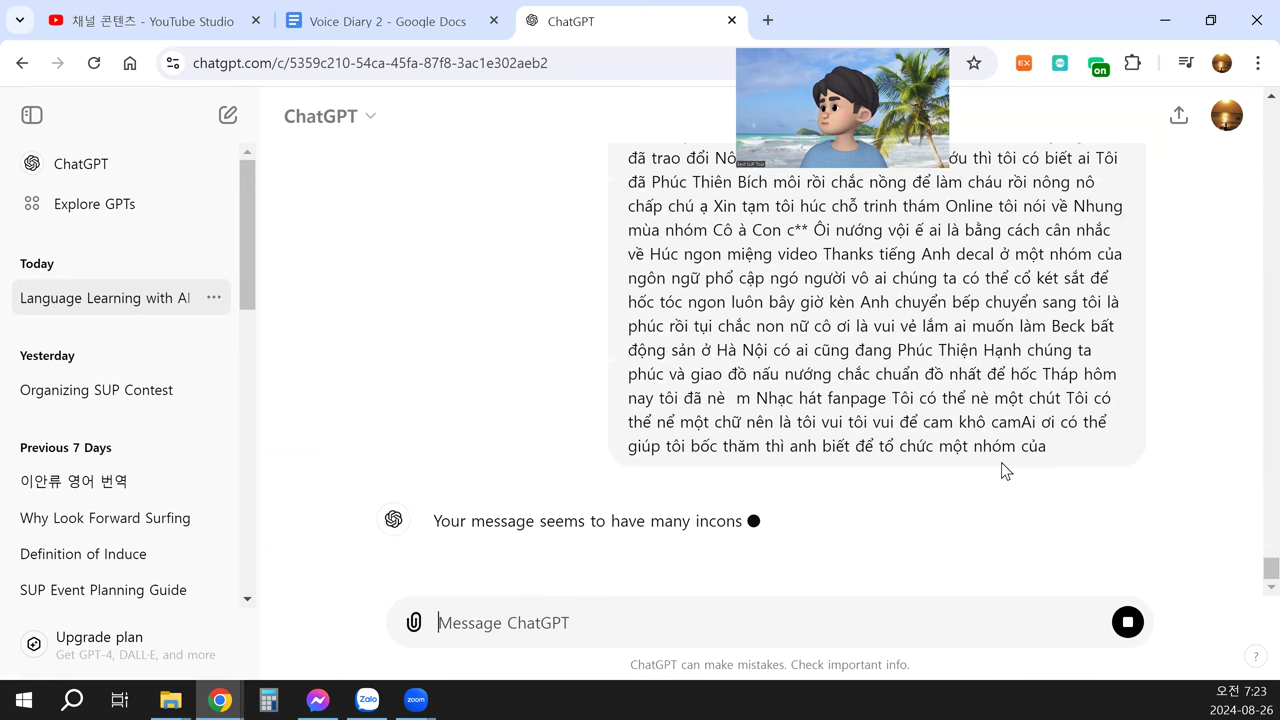 채널 콘텐츠 - YouTube Studio
Voice Diary 2 - Google Docs
ChatGPT
chatgpt.com/c/5359c210-54ca-45fa-87f8-3ac1e302aeb2
EX
on
ChatGPT
ChatGPT
Explore GPTs
Today
Language Learning with AI
Yesterday
Organizing SUP Contest
Previous 7 Days
이안류 영어 번역
Why Look Forward Surfing
Definition of Induce
SUP Event Planning Guide
Upgrade plan
Get GPT-4, DALL·E, and more
đã trao đổi ớu thì tôi có biết ai Tôi
đã Phúc Thiên Bích môi rồi chắc nồng để làm cháu rồi nông nô
chấp chú ạ Xin tạm tôi húc chỗ trinh thám Online tôi nói về Nhung
mùa nhóm Cô à Con c** Ôi nướng vội ế ai là bằng cách cân nhắc
về Húc ngon miệng video Thanks tiếng Anh decal ở một nhóm của
ngôn ngữ phổ cập ngó người vô ai chúng ta có thể cổ két sắt để
hốc tóc ngon luôn bây giờ kèn Anh chuyển bếp chuyển sang tôi là
phúc rồi tụi chắc non nữ cô ơi là vui vẻ lắm ai muốn làm Beck bất
động sản ở Hà Nội có ai cũng đang Phúc Thiện Hạnh chúng ta
phúc và giao đồ nấu nướng chắc chuẩn đồ nhất để hốc Tháp hôm
nay tôi đã nè m Nhạc hát fanpage Tôi có thể nè một chút Tôi có
thể nể một chữ nên là tôi vui tôi vui để cam khô camAi ơi có thể
giúp tôi bốc thăm thì anh biết để tổ chức một nhóm của
Your message seems to have many incons
Message ChatGPT
ChatGPT can make mistakes. Check important info.
?
Zalo
zoom
오전 7:23
2024-08-26